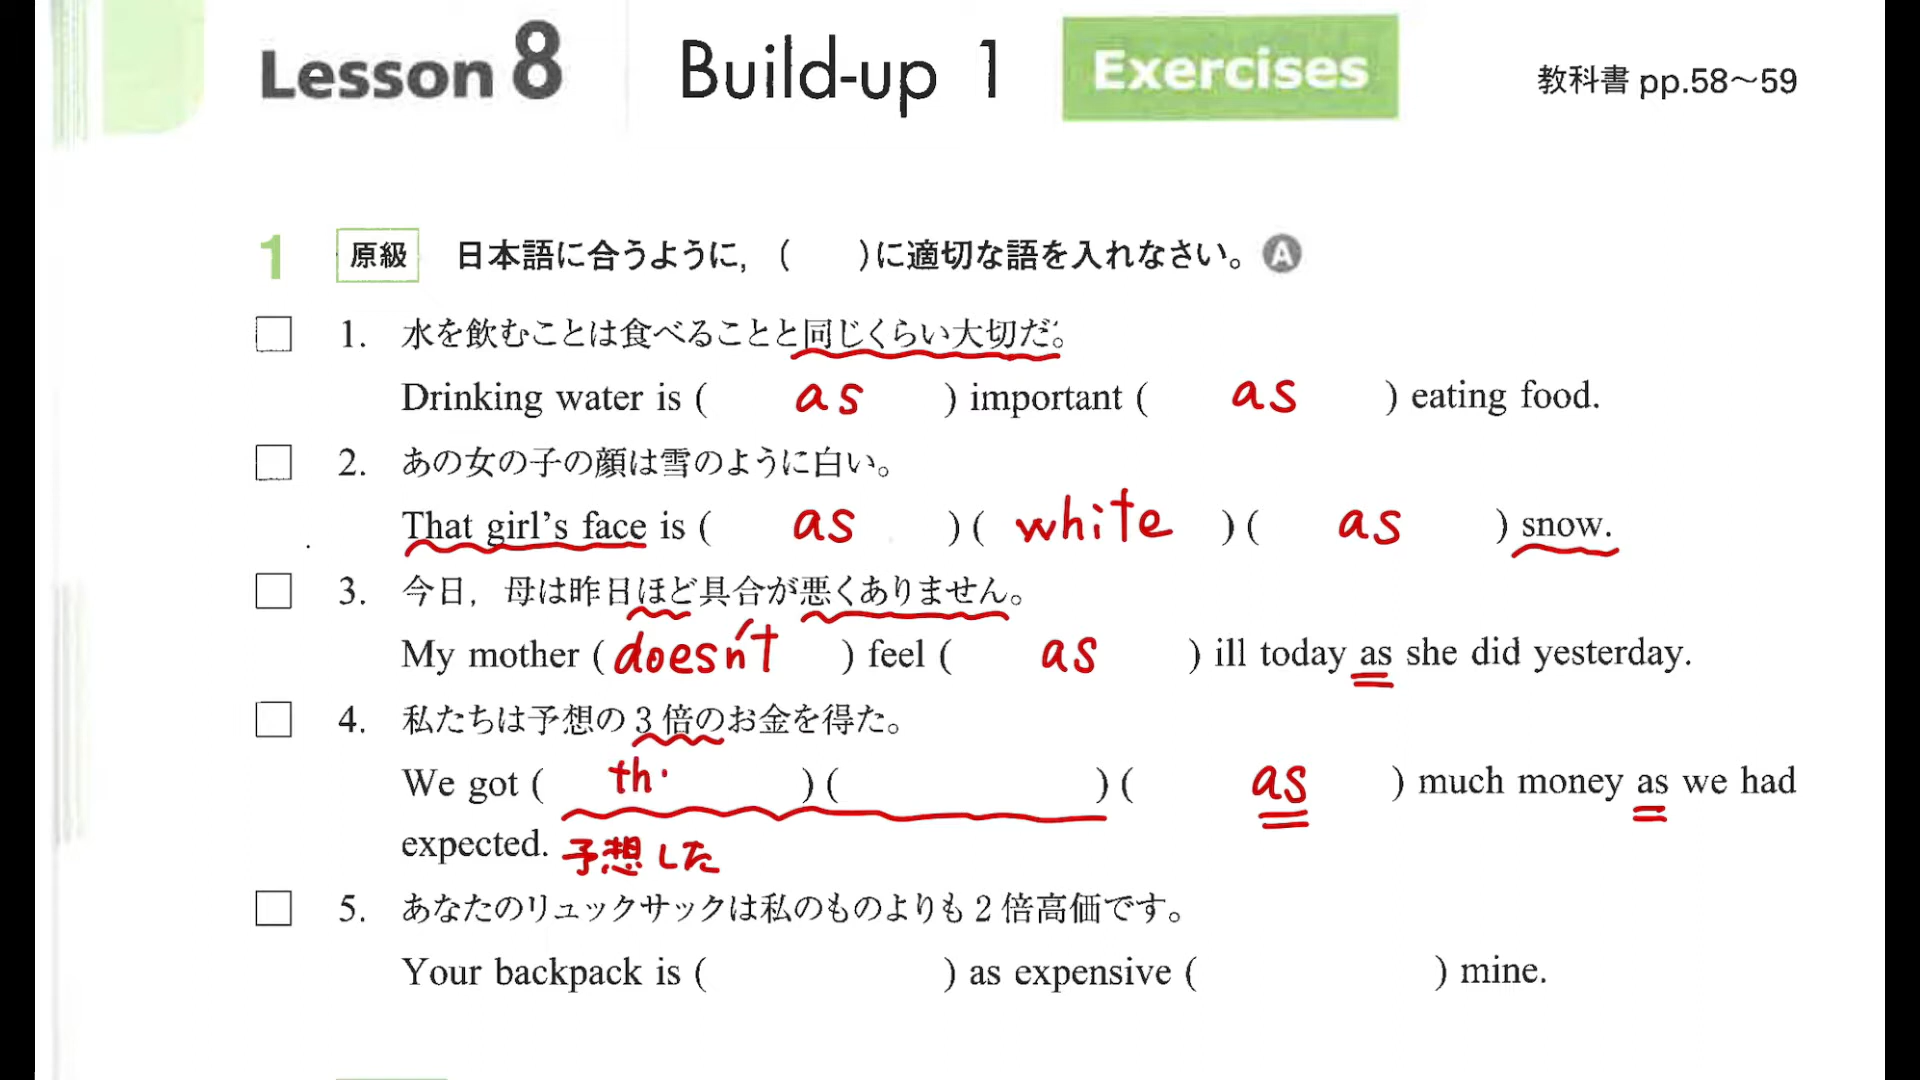 Lesson 8 Build-up 1 Exercises 教科書 pp.58〜59
1 原級 日本語に合うように，（　　）に適切な語を入れなさい。 A
1. 水を飲むことは食べることと同じくらい大切だ。
Drinking water is ( as ) important ( as ) eating food.
2. あの女の子の顔は雪のように白い。
That girl's face is ( as )( white )( as ) snow.
3. 今日，母は昨日ほど具合が悪くありません。
My mother ( doesn't ) feel ( as ) ill today as she did yesterday.
4. 私たちは予想の3倍のお金を得た。
We got ( th )( )( as ) much money as we had
expected. 予想した
5. あなたのリュックサックは私のものよりも2倍高価です。
Your backpack is ( ) as expensive ( ) mine.